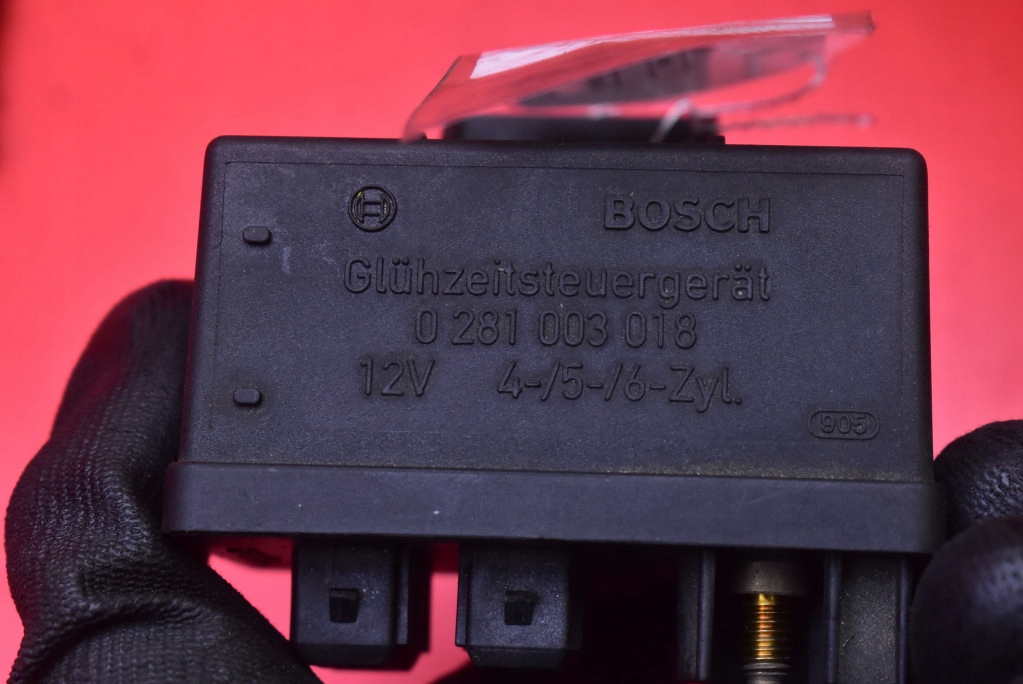 BOSCH
Glühzeitsteuergerät
0 281 003 018
12V 4-/5-/6-Zyl.
905